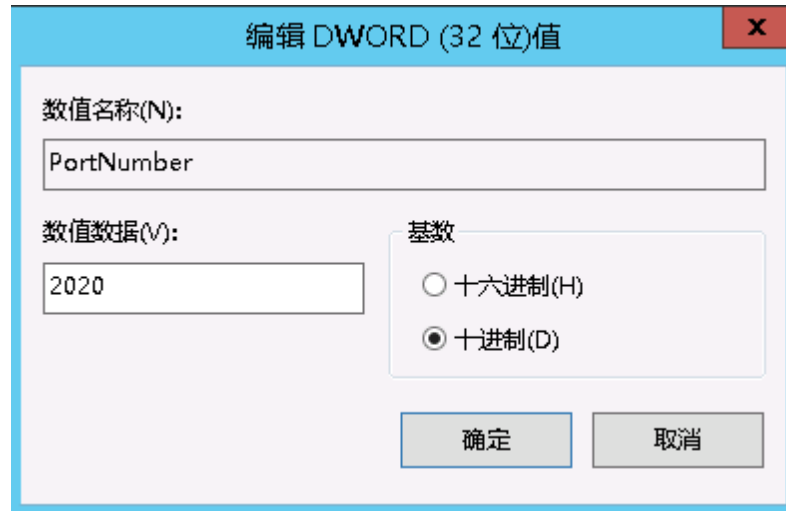 编辑 DWORD (32 位)值
x
数值名称(N):
PortNumber
数值数据(V):
基数
2020
十六进制(H)
十进制(D)
确定
取消